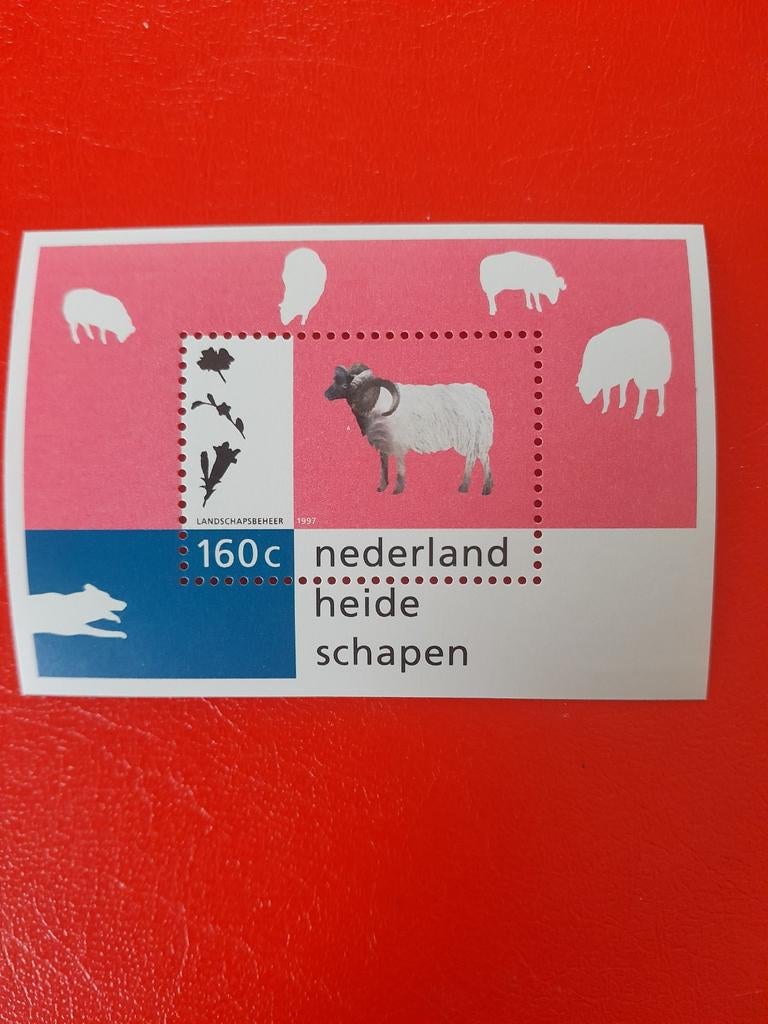 LANDSCHAPSBEHEER 1997
160c nederland
heide
schapen